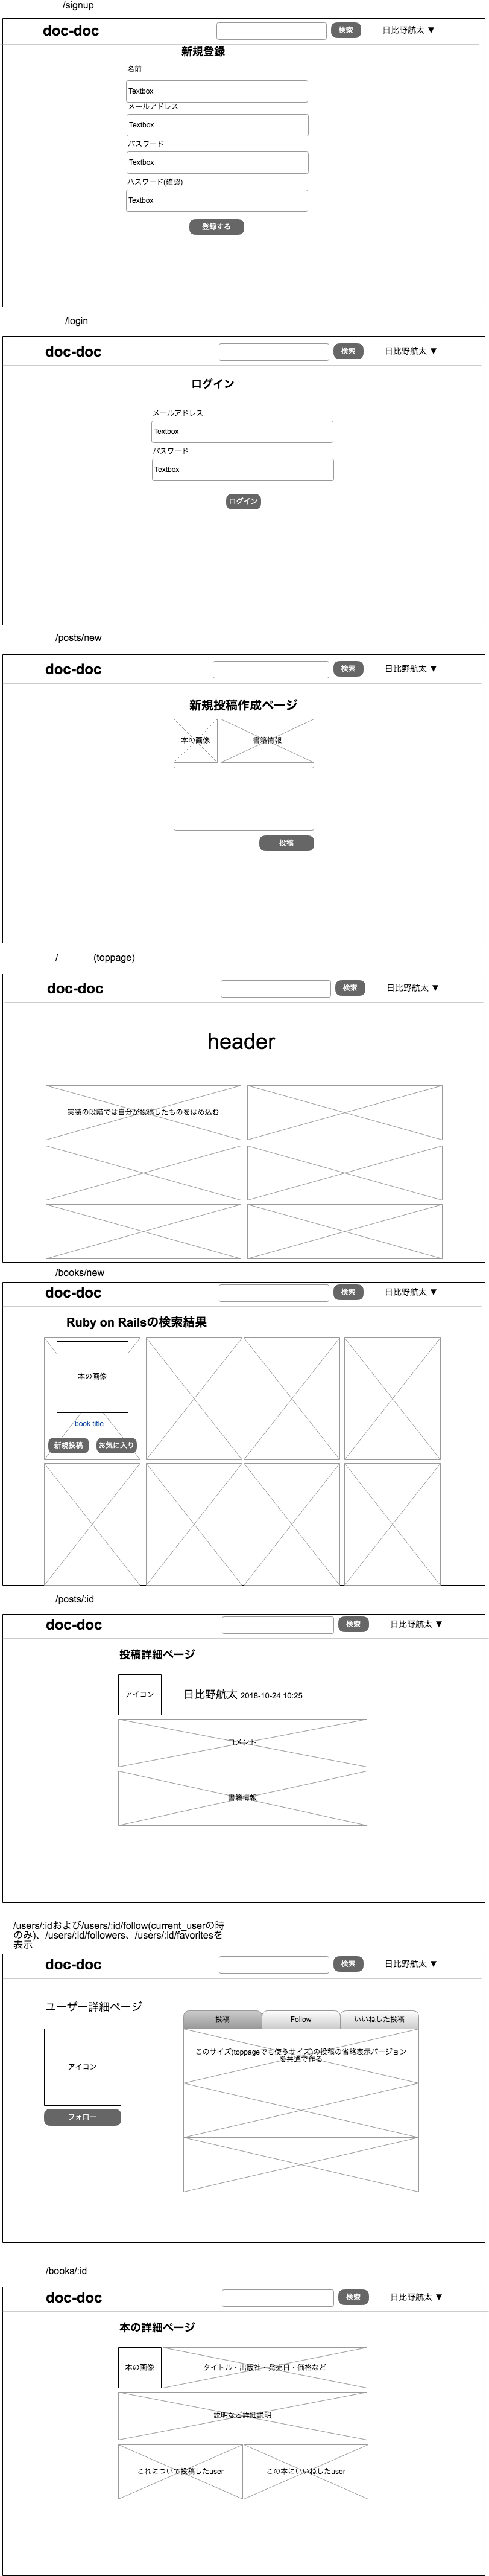 /signup
doc-doc
検索
日比野航太 ▼
新規登録
名前
Textbox
メールアドレス
Textbox
パスワード
Textbox
パスワード(確認)
Textbox
登録する
/login
doc-doc
検索
日比野航太 ▼
ログイン
メールアドレス
Textbox
パスワード
Textbox
ログイン
/posts/new
doc-doc
検索
日比野航太 ▼
新規投稿作成ページ
本の画像
書籍情報
投稿
/ (toppage)
doc-doc
検索
日比野航太 ▼
header
実装の段階では自分が投稿したものをはめ込む
/books/new
doc-doc
検索
日比野航太 ▼
Ruby on Railsの検索結果
本の画像
book title
新規投稿
お気に入り
/posts/:id
doc-doc
検索
日比野航太 ▼
投稿詳細ページ
アイコン
日比野航太 2018-10-24 10:25
コメント
書籍情報
/users/:idおよび/users/:id/follow(current_userの時
のみ)、/users/:id/followers、/users/:id/favoritesを
表示
doc-doc
検索
日比野航太 ▼
ユーザー詳細ページ
アイコン
フォロー
投稿
Follow
いいねした投稿
このサイズ(toppageでも使うサイズ)の投稿の省略表示バージョン
を共通で作る
/books/:id
doc-doc
検索
日比野航太 ▼
本の詳細ページ
本の画像
タイトル・出版社・発売日・価格など
説明など詳細説明
これについて投稿したuser
この本にいいねしたuser